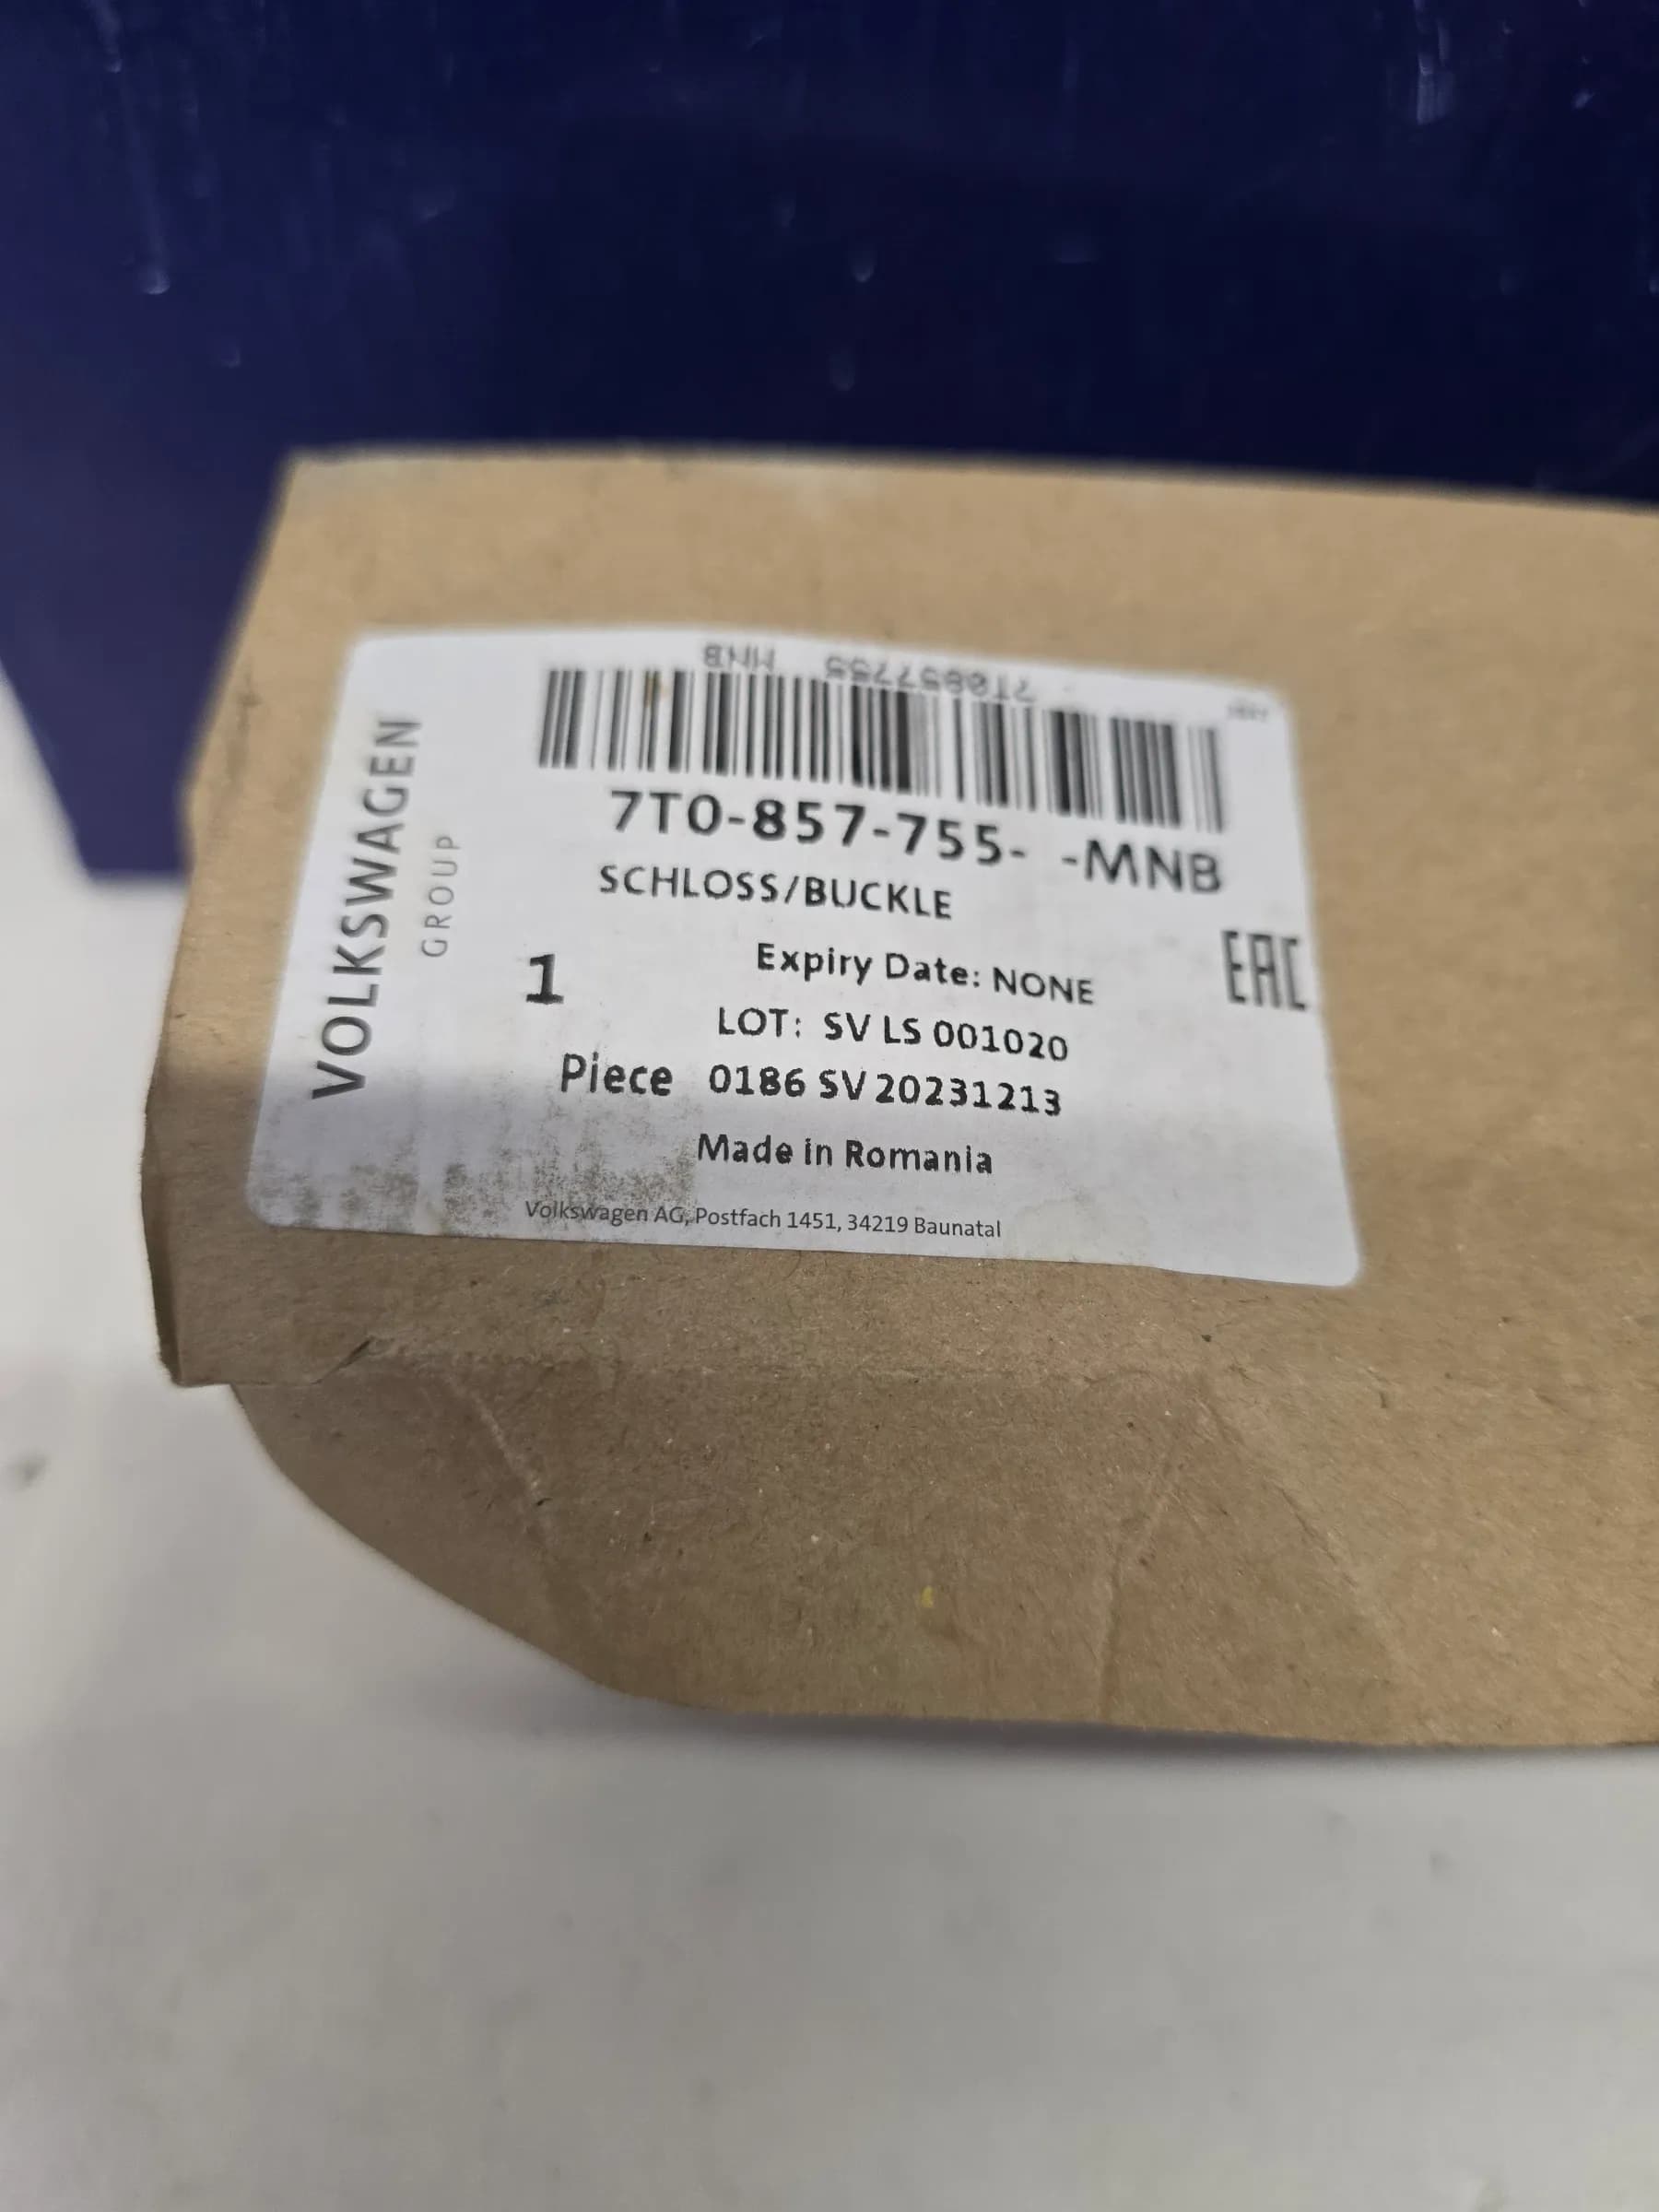 7T0857755 MNB
7T0-857-755- -MNB
SCHLOSS/BUCKLE
VOLKSWAGEN
GROUP
EAC
1
Expiry Date: NONE
LOT: SV LS 001020
Piece 0186 SV 20231213
Made in Romania
Volkswagen AG, Postfach 1451, 34219 Baunatal